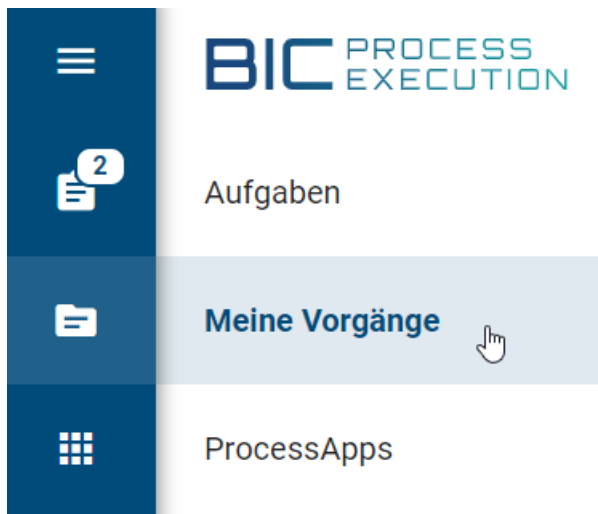 BIC PROCESS
EXECUTION
2
Aufgaben
Meine Vorgänge
ProcessApps